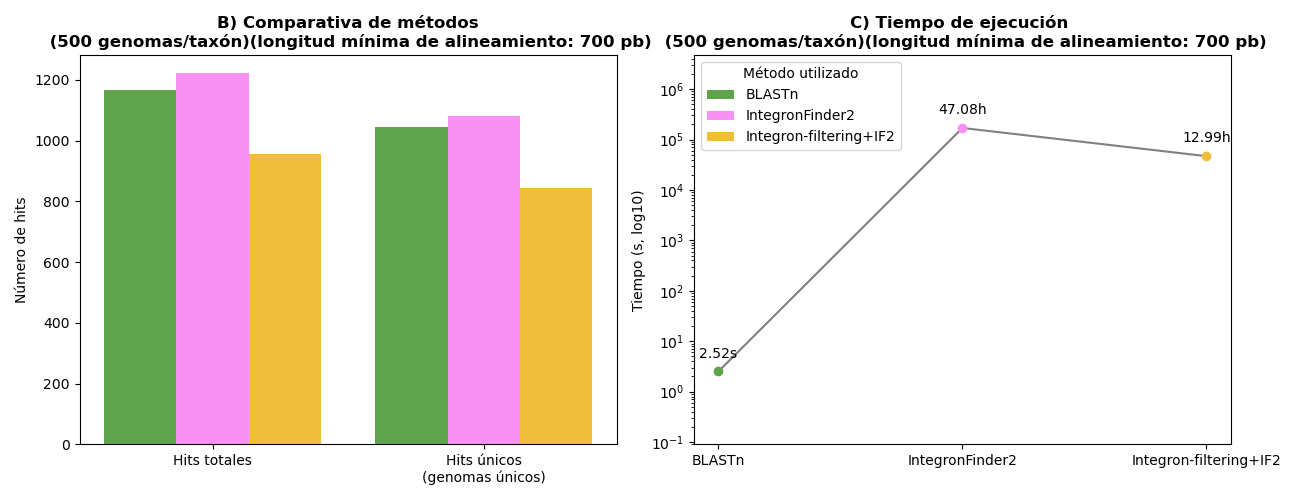 B) Comparativa de métodos
(500 genomas/taxón)(longitud mínima de alineamiento: 700 pb)
Número de hits
1200
1000
800
600
400
200
0
Hits totales
Hits únicos
(genomas únicos)
C) Tiempo de ejecución
(500 genomas/taxón)(longitud mínima de alineamiento: 700 pb)
Tiempo (s, log10)
10^6
10^5
10^4
10^3
10^2
10^1
10^0
10^−1
Método utilizado
BLASTn
IntegronFinder2
Integron-filtering+IF2
2.52s
47.08h
12.99h
BLASTn
IntegronFinder2
Integron-filtering+IF2